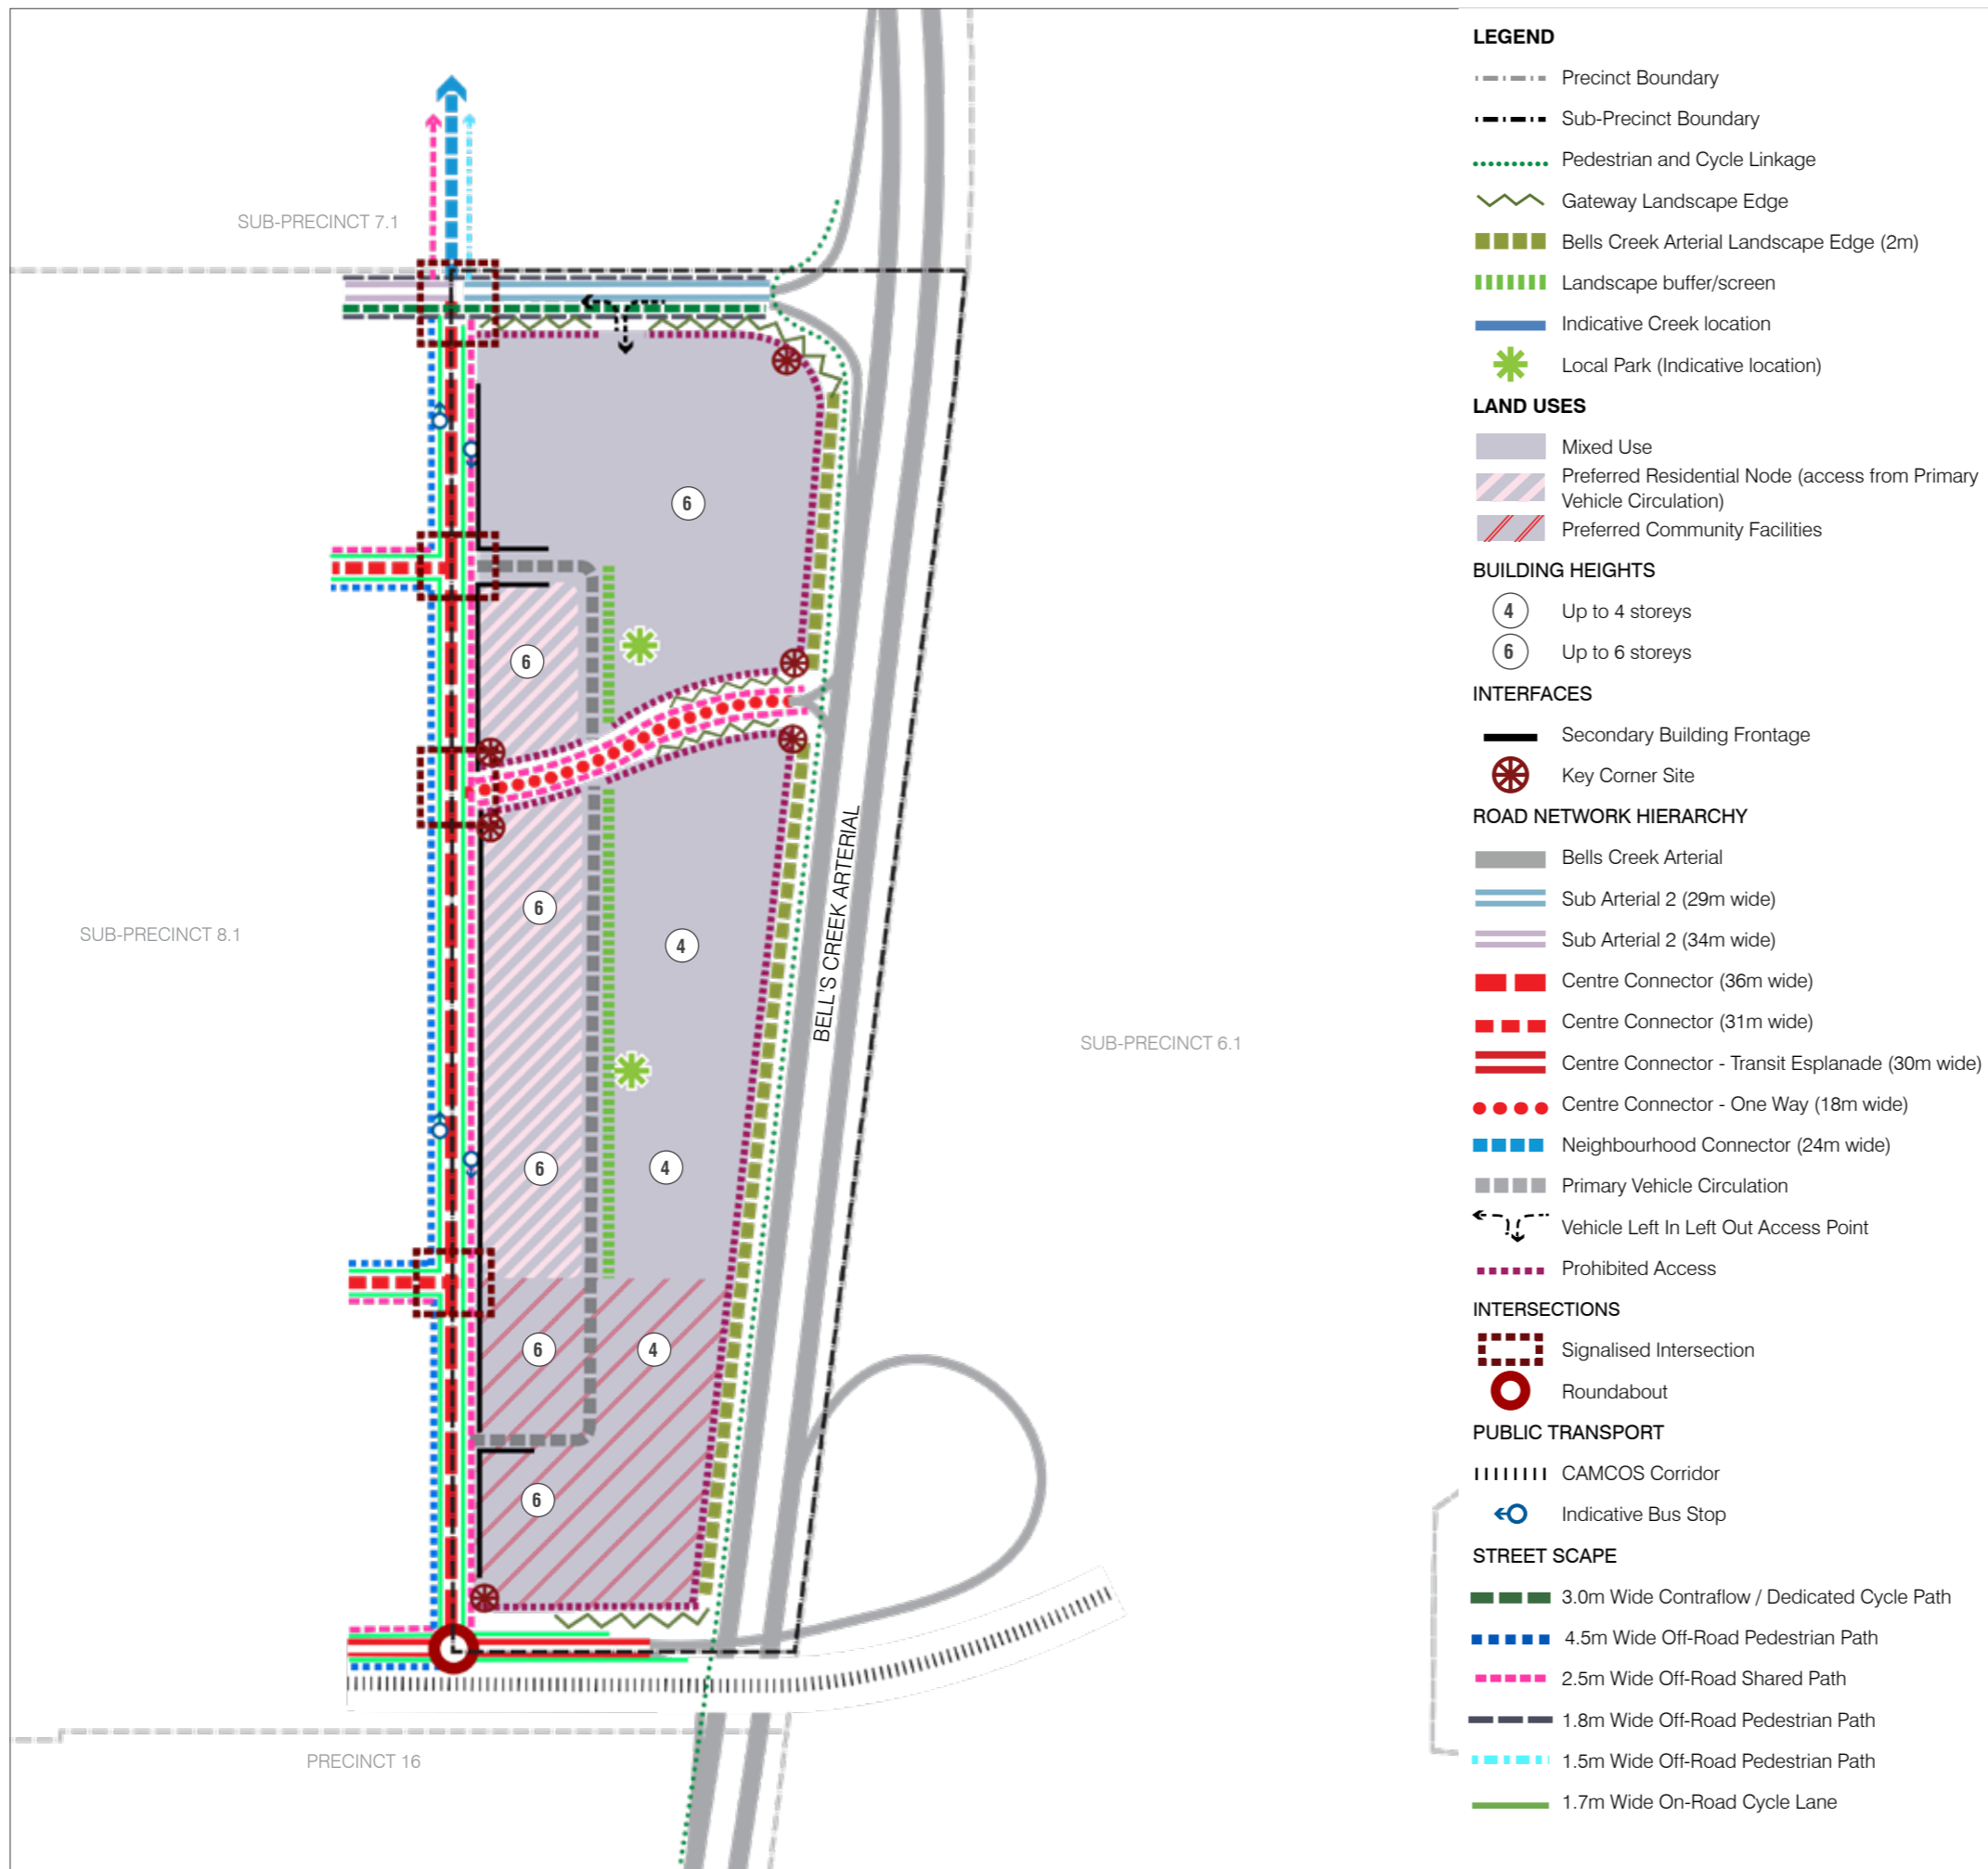 SUB-PRECINCT 7.1
6
6
6
4
SUB-PRECINCT 8.1
BELL'S CREEK ARTERIAL
SUB-PRECINCT 6.1
6
4
6
4
6
PRECINCT 16
LEGEND
Precinct Boundary
Sub-Precinct Boundary
Pedestrian and Cycle Linkage
Gateway Landscape Edge
Bells Creek Arterial Landscape Edge (2m)
Landscape buffer/screen
Indicative Creek location
Local Park (Indicative location)
LAND USES
Mixed Use
Preferred Residential Node (access from Primary
Vehicle Circulation)
Preferred Community Facilities
BUILDING HEIGHTS
4 Up to 4 storeys
6 Up to 6 storeys
INTERFACES
Secondary Building Frontage
Key Corner Site
ROAD NETWORK HIERARCHY
Bells Creek Arterial
Sub Arterial 2 (29m wide)
Sub Arterial 2 (34m wide)
Centre Connector (36m wide)
Centre Connector (31m wide)
Centre Connector - Transit Esplanade (30m wide)
Centre Connector - One Way (18m wide)
Neighbourhood Connector (24m wide)
Primary Vehicle Circulation
Vehicle Left In Left Out Access Point
Prohibited Access
INTERSECTIONS
Signalised Intersection
Roundabout
PUBLIC TRANSPORT
CAMCOS Corridor
Indicative Bus Stop
STREET SCAPE
3.0m Wide Contraflow / Dedicated Cycle Path
4.5m Wide Off-Road Pedestrian Path
2.5m Wide Off-Road Shared Path
1.8m Wide Off-Road Pedestrian Path
1.5m Wide Off-Road Pedestrian Path
1.7m Wide On-Road Cycle Lane